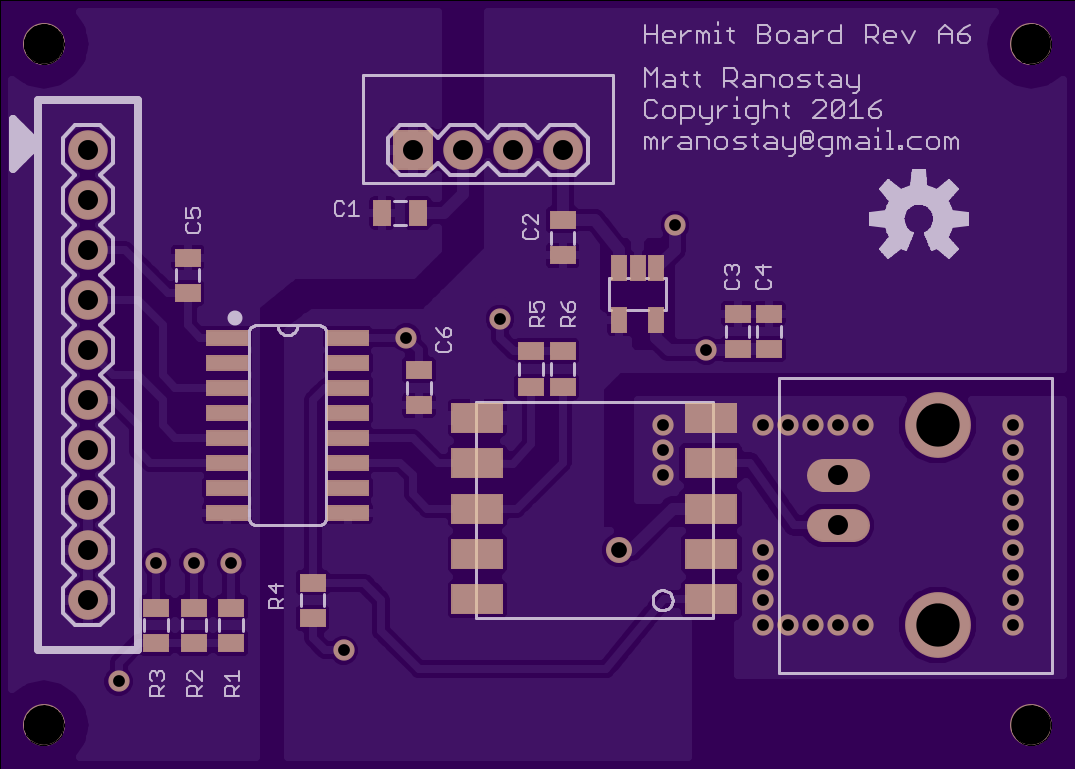 Hermit Board Rev A6
Matt Ranostay
Copyright 2016
mranostay@gmail.com
C1
C5
C2
C3
C4
R5
R6
C6
R4
R3
R2
R1